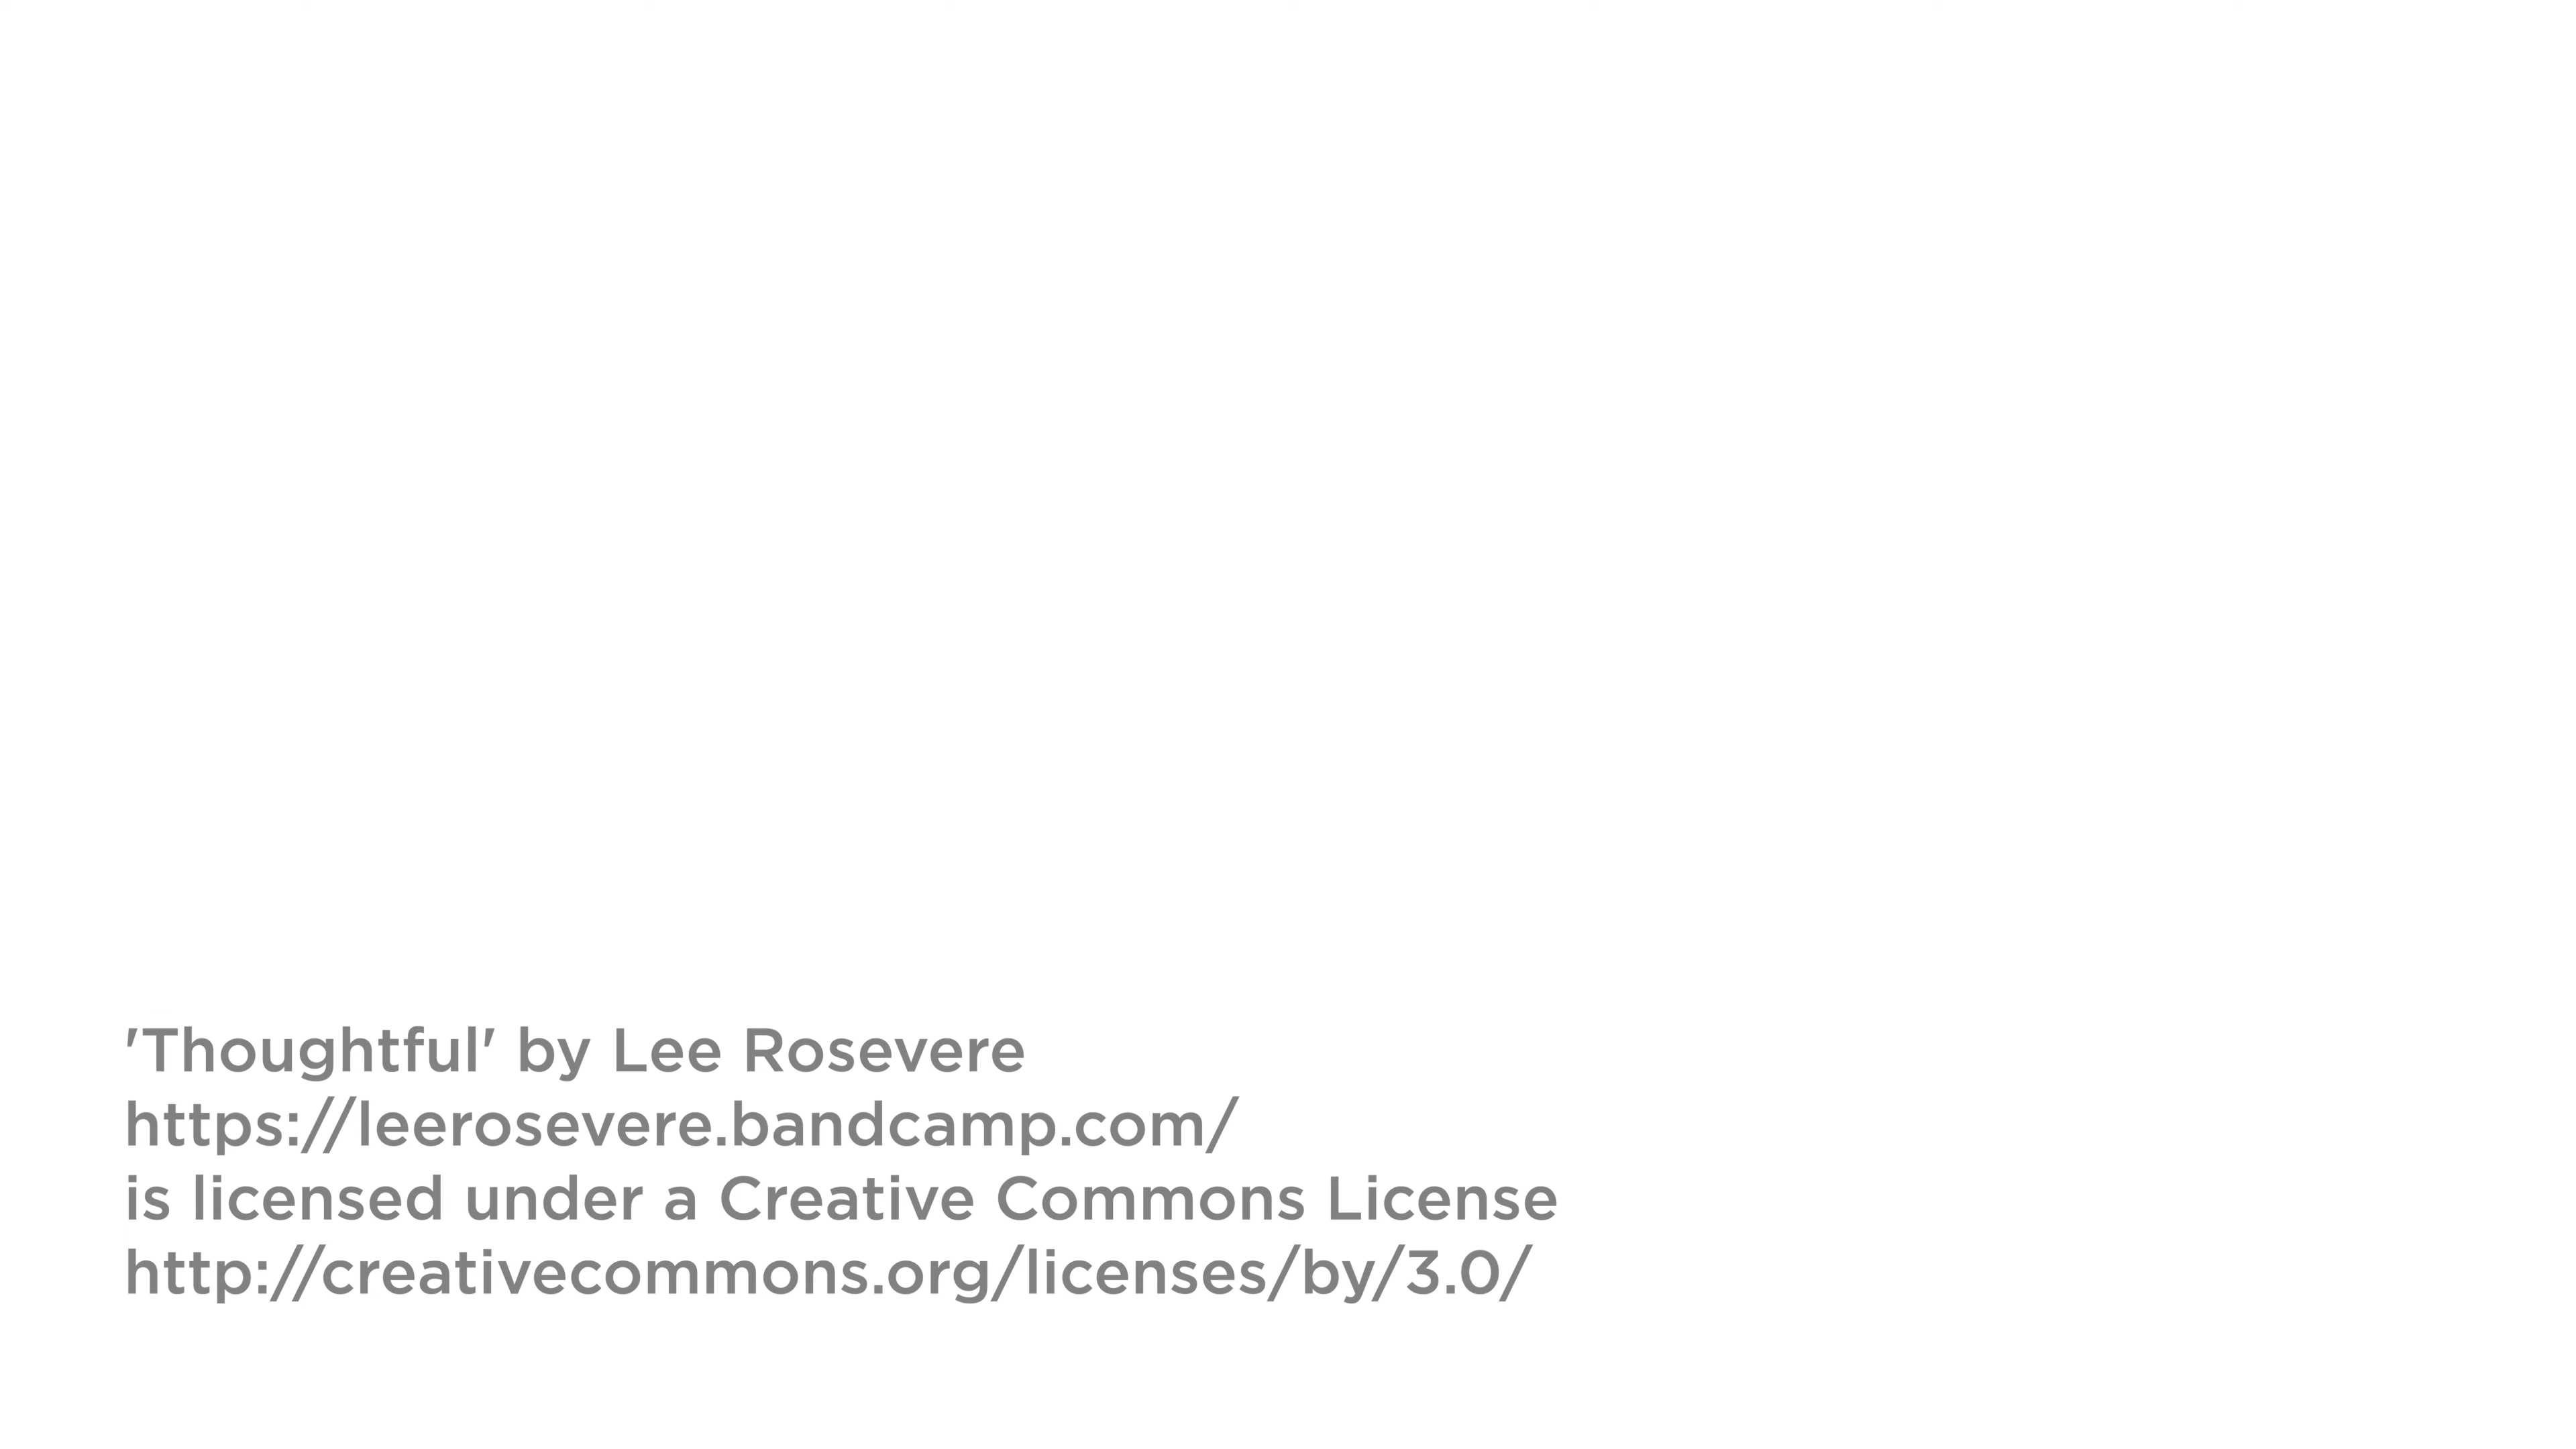 'Thoughtful' by Lee Rosevere
https://leerosevere.bandcamp.com/
is licensed under a Creative Commons License
http://creativecommons.org/licenses/by/3.0/